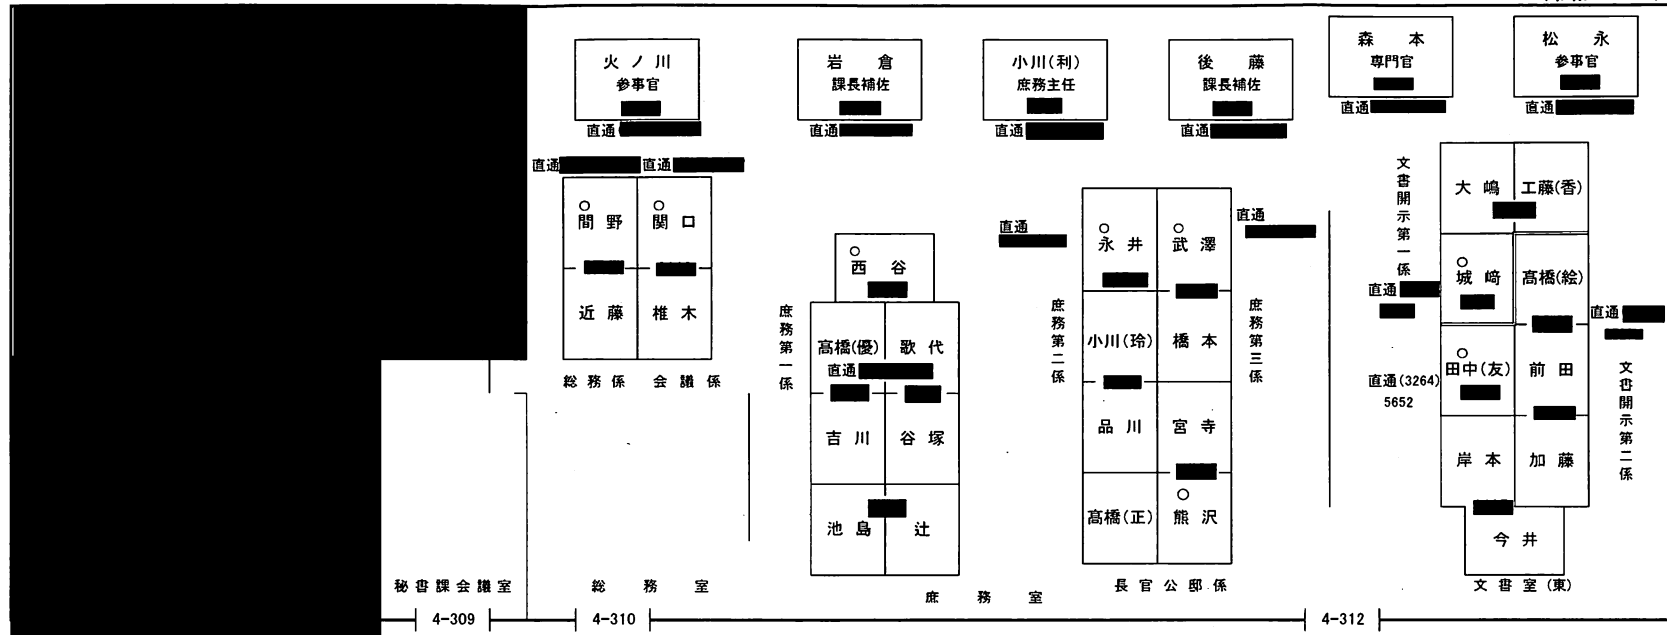 火ノ川
参事官
直通
岩倉
課長補佐
直通
小川(利)
庶務主任
直通
後藤
課長補佐
直通
森本
専門官
直通
松永
参事官
直通
直通 直通
○ ○
間野 関口
近藤 椎木
総務係 会議係
庶務第一係
○
西谷
髙橋(優) 歌代
直通
吉川 谷塚
池島 辻
直通
庶務第二係
○ ○
永井 武澤
小川(玲) 橋本
品川 宮寺
○
髙橋(正) 熊沢
直通
庶務第三係
長官公邸係
文書開示第一係
直通
直通(3264)
5652
大嶋 工藤(香)
○
城﨑 髙橋(絵)
○
田中(友) 前田
岸本 加藤
今井
直通
文書開示第二係
秘書課会議室
総務室
庶務室
文書室(東)
4-309
4-310
4-312